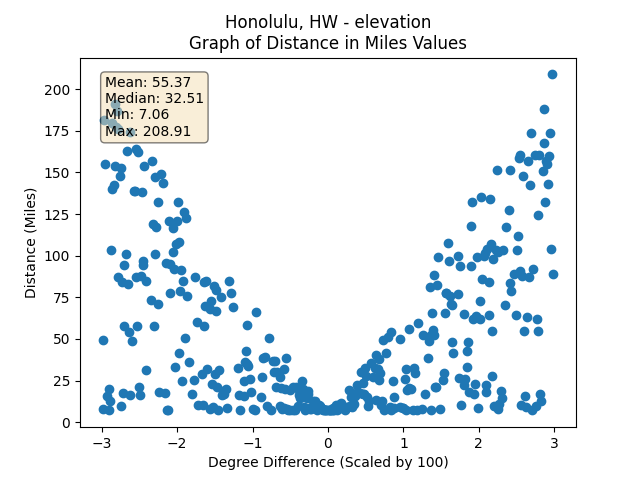 Honolulu, HW - elevation
Graph of Distance in Miles Values
Mean: 55.37
Median: 32.51
Min: 7.06
Max: 208.91
200
175
150
125
100
75
50
25
0
Distance (Miles)
−3
−2
−1
0
1
2
3
Degree Difference (Scaled by 100)